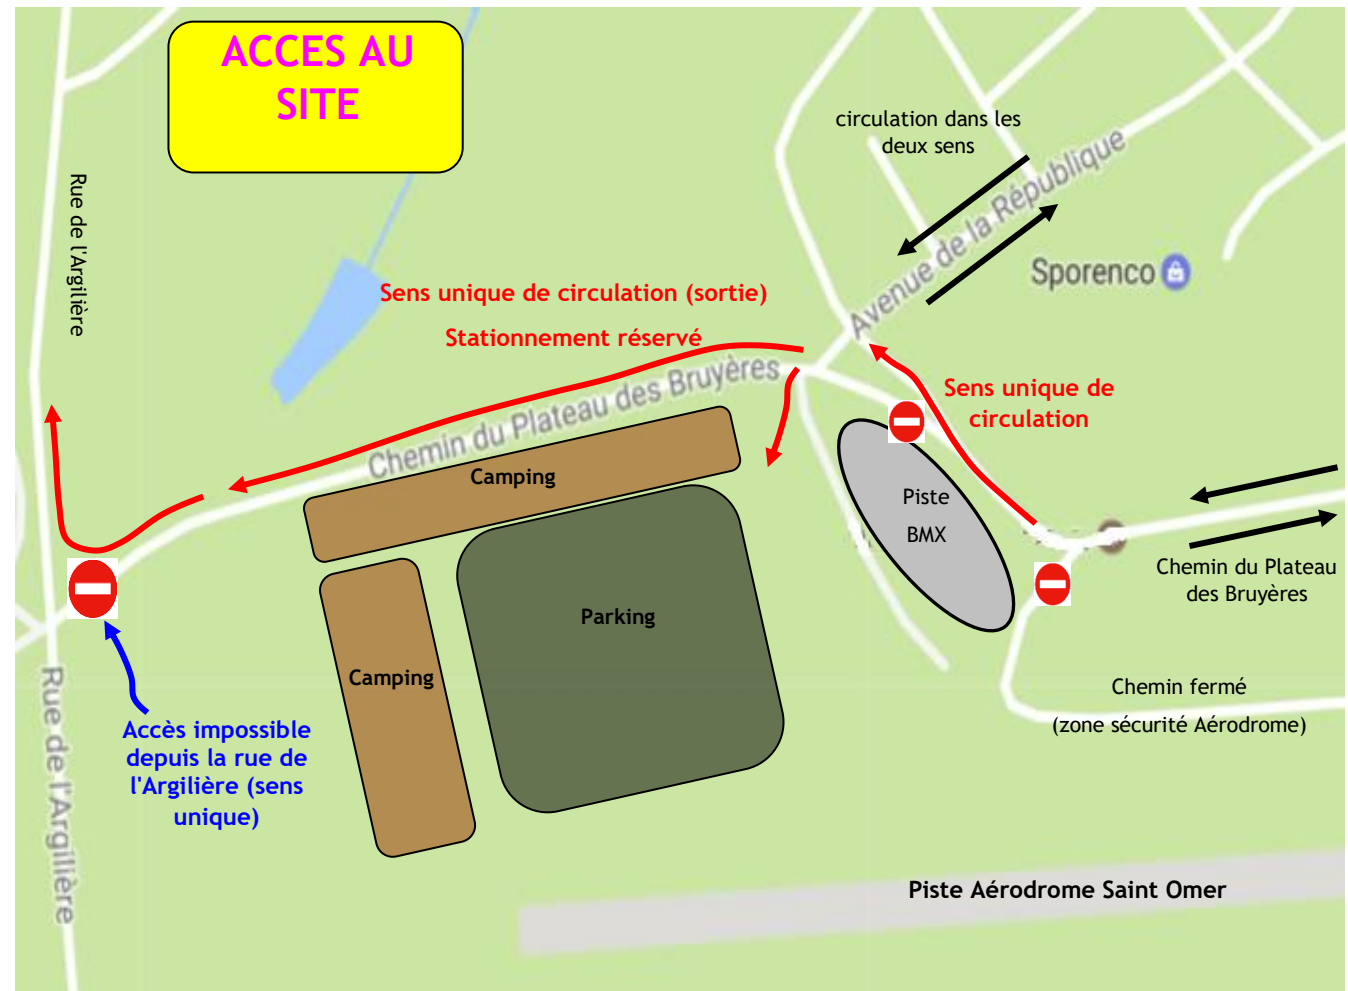 ACCES AU
SITE
circulation dans les
deux sens
Rue de l'Argilière
Avenue de la République
Sporenco
Sens unique de circulation (sortie)
Stationnement réservé
Chemin du Plateau des Bruyères
Sens unique de
circulation
Camping
Piste
BMX
Chemin du Plateau
des Bruyères
Parking
Camping
Chemin fermé
(zone sécurité Aérodrome)
Rue de l'Argillière
Accès impossible
depuis la rue de
l'Argilière (sens
unique)
Piste Aérodrome Saint Omer